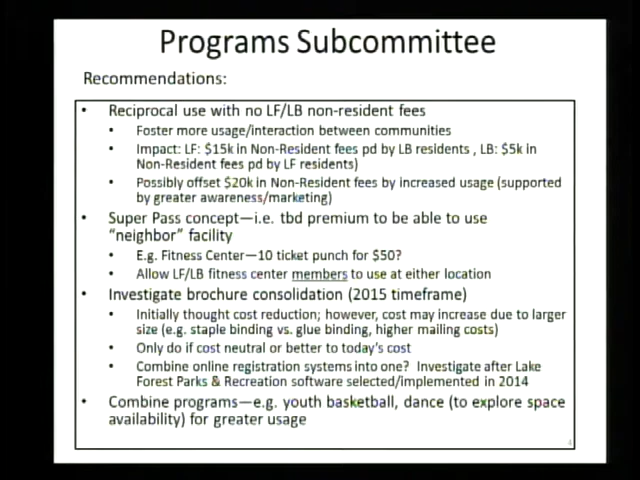 Programs Subcommittee
Recommendations:
• Reciprocal use with no LF/LB non-resident fees
• Foster more usage/interaction between communities
• Impact: LF: $15k in Non-Resident fees pd by LB residents , LB: $5k in
Non-Resident fees pd by LF residents)
• Possibly offset $20k in Non-Resident fees by increased usage (supported
by greater awareness/marketing)
• Super Pass concept—i.e. tbd premium to be able to use
"neighbor" facility
• E.g. Fitness Center—10 ticket punch for $50?
• Allow LF/LB fitness center members to use at either location
• Investigate brochure consolidation (2015 timeframe)
• Initially thought cost reduction; however, cost may increase due to larger
size (e.g. staple binding vs. glue binding, higher mailing costs)
• Only do if cost neutral or better to today's cost
• Combine online registration systems into one? Investigate after Lake
Forest Parks & Recreation software selected/implemented in 2014
• Combine programs—e.g. youth basketball, dance (to explore space
availability) for greater usage
4